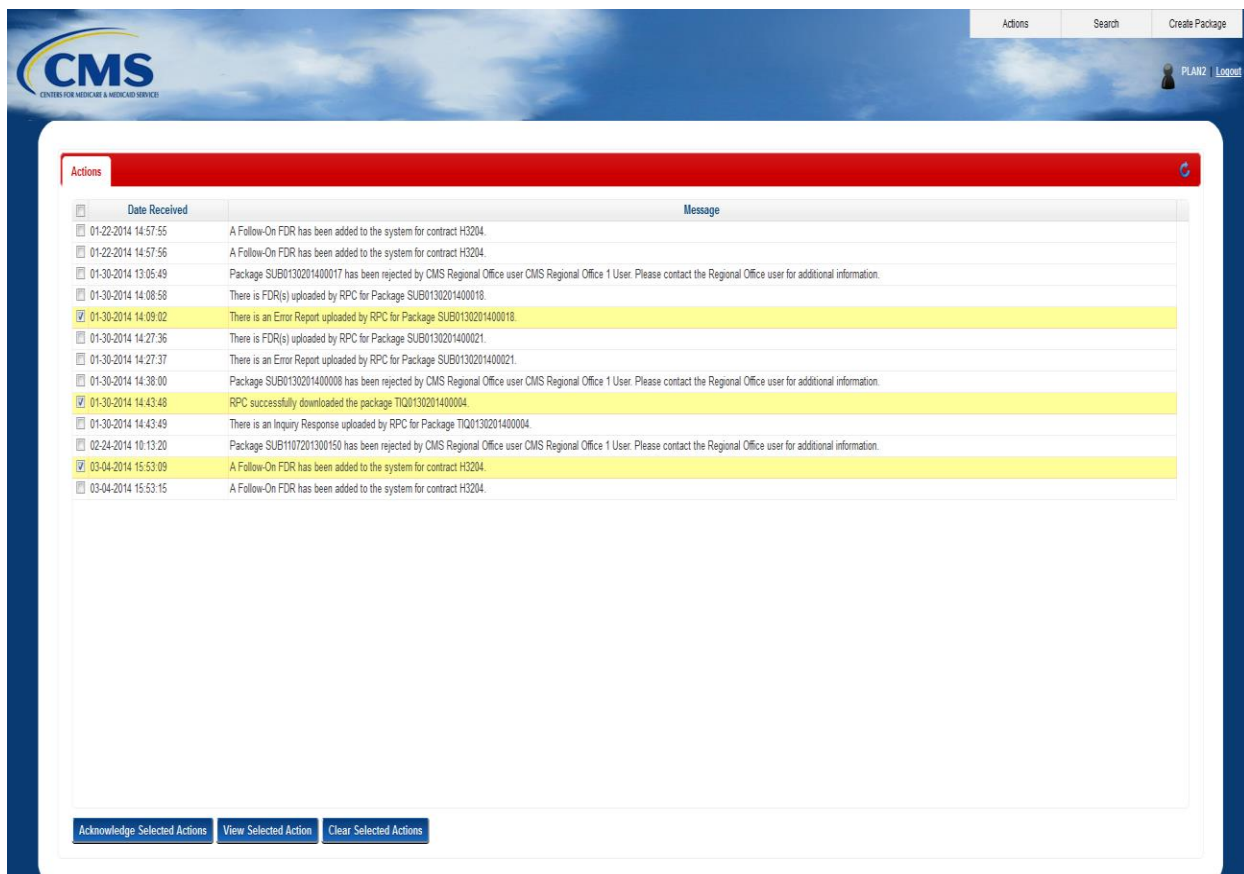 Actions Search Create Package
CMS
CENTERS FOR MEDICARE & MEDICAID SERVICES
PLAN2 | Logout
Actions
Date Received Message
01-22-2014 14:57:55 A Follow-On FDR has been added to the system for contract H3204.
01-22-2014 14:57:56 A Follow-On FDR has been added to the system for contract H3204.
01-30-2014 13:05:49 Package SUB0130201400017 has been rejected by CMS Regional Office user CMS Regional Office 1 User. Please contact the Regional Office user for additional information.
01-30-2014 14:08:58 There is FDR(s) uploaded by RPC for Package SUB0130201400018.
01-30-2014 14:09:02 There is an Error Report uploaded by RPC for Package SUB0130201400018.
01-30-2014 14:27:36 There is FDR(s) uploaded by RPC for Package SUB0130201400021.
01-30-2014 14:27:37 There is an Error Report uploaded by RPC for Package SUB0130201400021.
01-30-2014 14:38:00 Package SUB0130201400008 has been rejected by CMS Regional Office user CMS Regional Office 1 User. Please contact the Regional Office user for additional information.
01-30-2014 14:43:48 RPC successfully downloaded the package TIQ0130201400004.
01-30-2014 14:43:49 There is an Inquiry Response uploaded by RPC for Package TIQ0130201400004.
02-24-2014 10:13:20 Package SUB1107201300150 has been rejected by CMS Regional Office user CMS Regional Office 1 User. Please contact the Regional Office user for additional information.
03-04-2014 15:53:09 A Follow-On FDR has been added to the system for contract H3204.
03-04-2014 15:53:15 A Follow-On FDR has been added to the system for contract H3204.
Acknowledge Selected Actions View Selected Action Clear Selected Actions